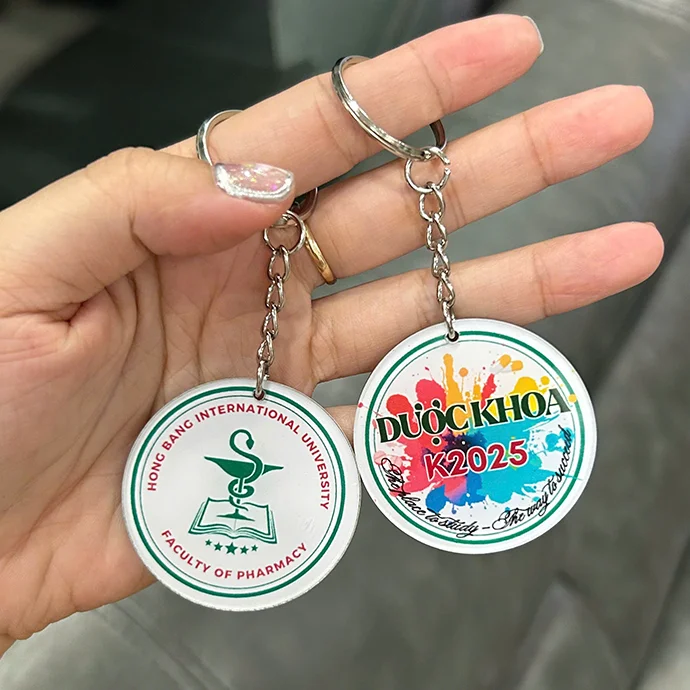 HONG BANG INTERNATIONAL UNIVERSITY
FACULTY OF PHARMACY
DƯỢC KHOA
K2025
The place to study - The way to success